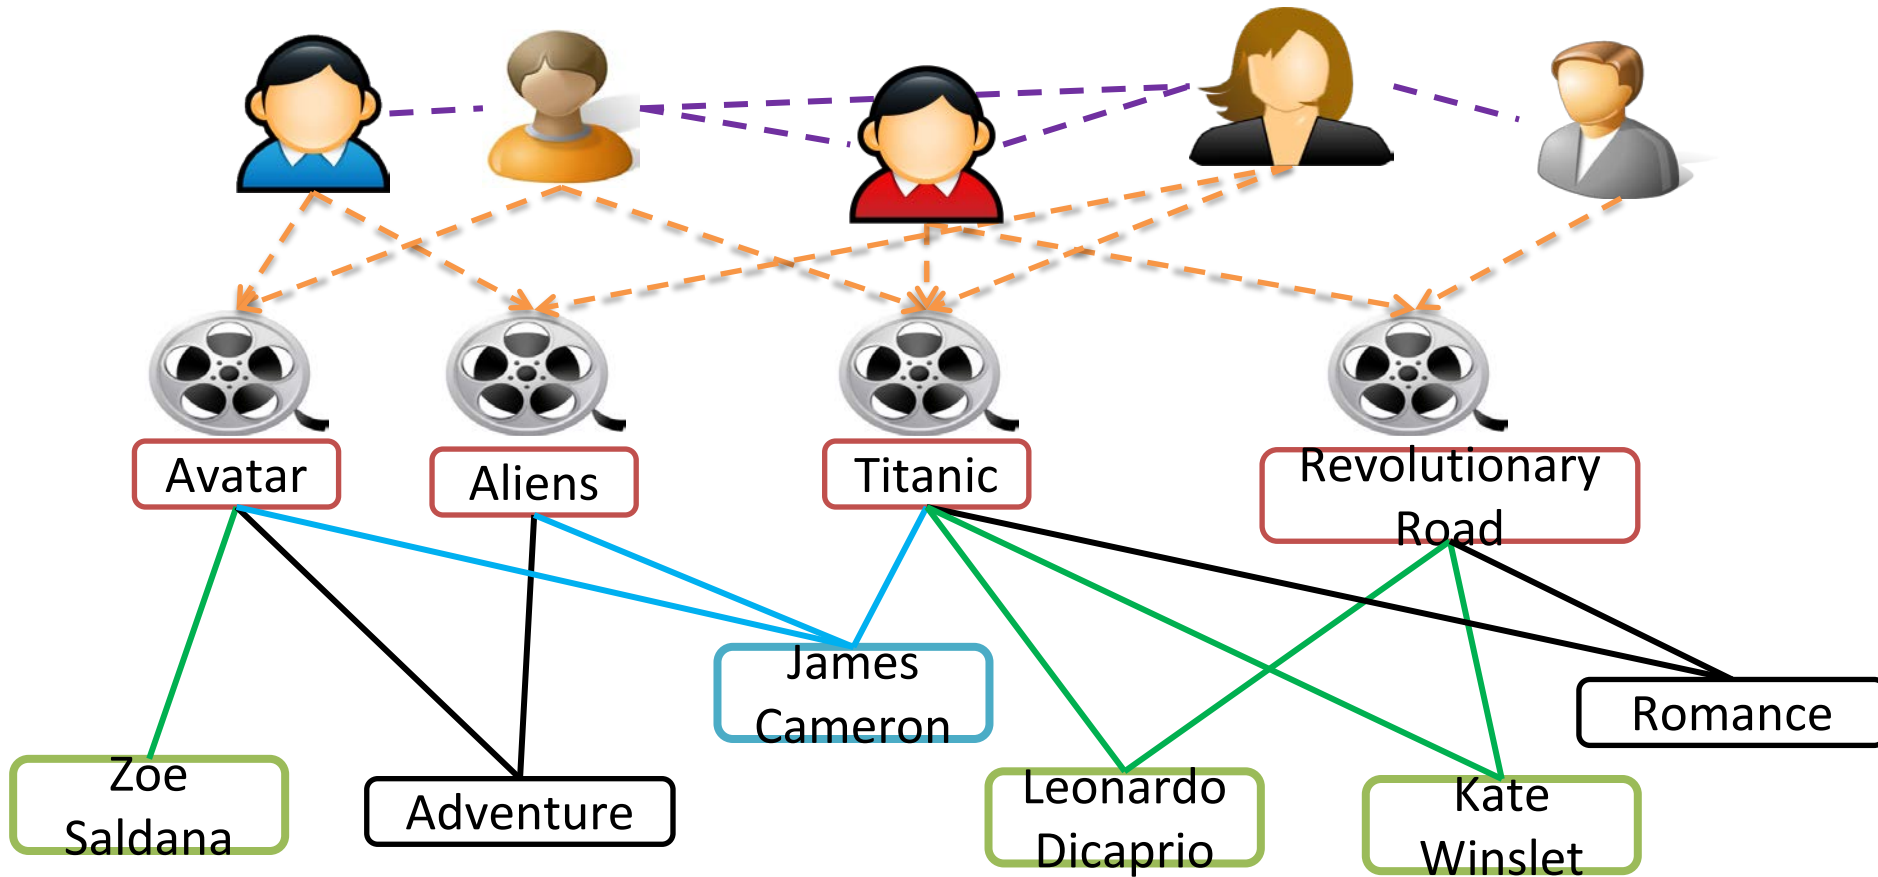 Avatar
Aliens
Titanic
Revolutionary
Road
James
Cameron
Romance
Zoe
Saldana
Adventure
Leonardo
Dicaprio
Kate
Winslet